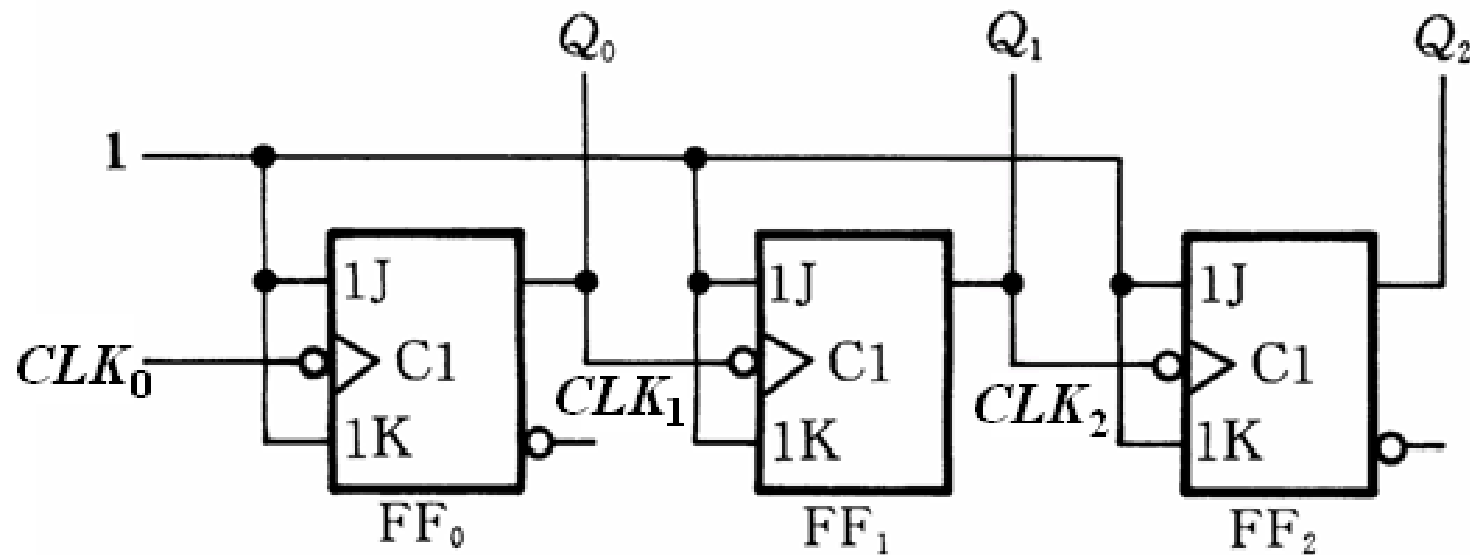 Q₀ Q₁ Q₂
1
1J 1J 1J
CLK₀ C1 CLK₁ C1 CLK₂ C1
1K 1K 1K
FF₀ FF₁ FF₂